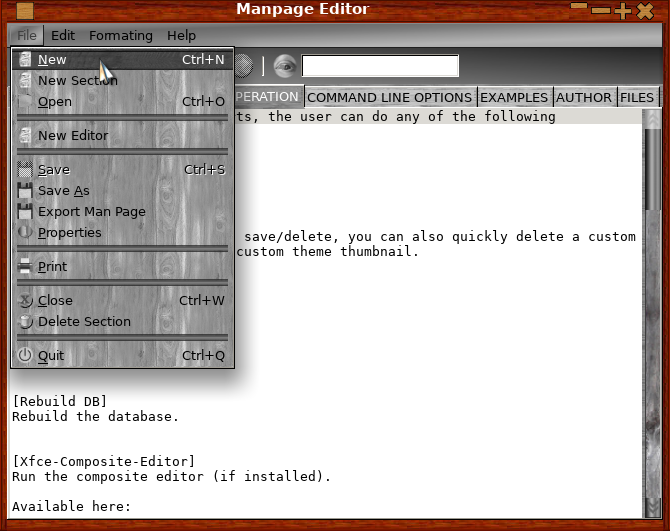 Manpage Editor
File Edit Formating Help
New Ctrl+N
New Section
Open Ctrl+O
New Editor
Save Ctrl+S
Save As
Export Man Page
Properties
Print
Close Ctrl+W
Delete Section
Quit Ctrl+Q
PERATION COMMAND LINE OPTIONS EXAMPLES AUTHOR FILES
ts, the user can do any of the following
save/delete, you can also quickly delete a custom
custom theme thumbnail.
[Rebuild DB]
Rebuild the database.
[Xfce-Composite-Editor]
Run the composite editor (if installed).
Available here: